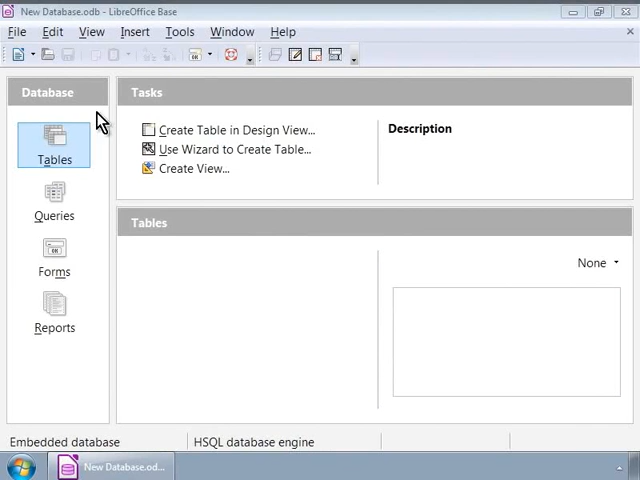 New Database.odb - LibreOffice Base
File Edit View Insert Tools Window Help
Database
Tasks
Tables
Queries
Forms
Reports
Create Table in Design View...
Use Wizard to Create Table...
Create View...
Description
Tables
None
Embedded database
HSQL database engine
New Database.od...